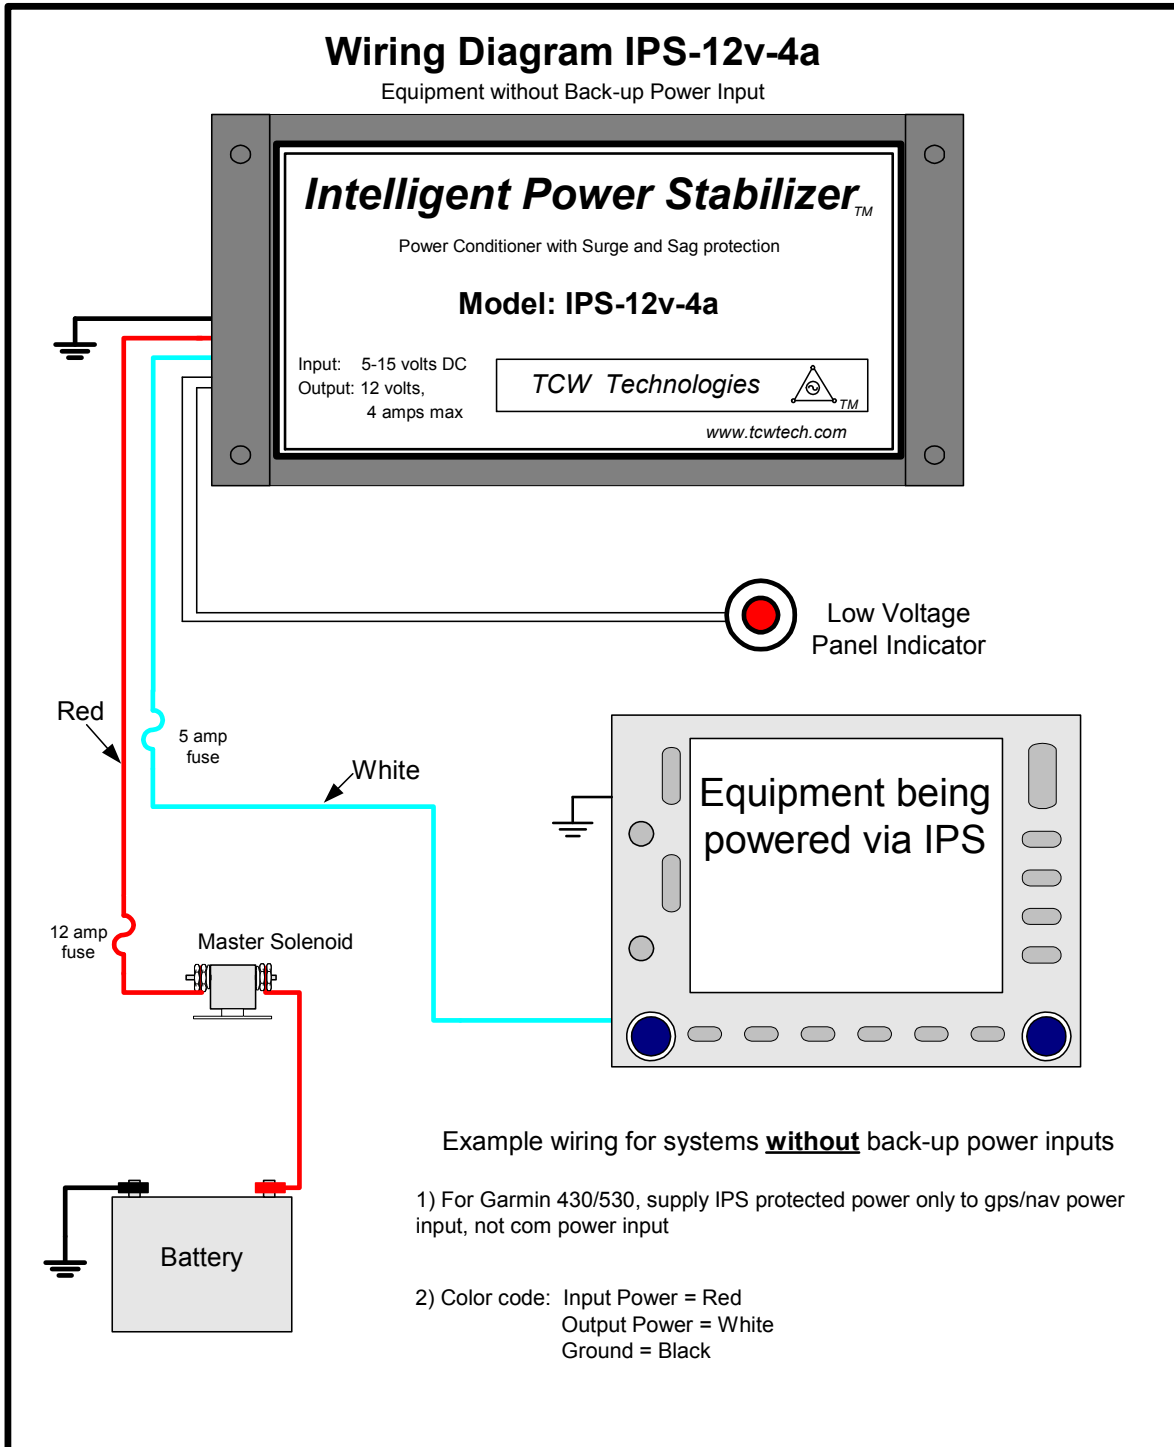 Wiring Diagram IPS-12v-4a
Equipment without Back-up Power Input
Intelligent Power Stabilizer TM
Power Conditioner with Surge and Sag protection
Model: IPS-12v-4a
Input: 5-15 volts DC
Output: 12 volts,
4 amps max
TCW Technologies TM
www.tcwtech.com
Low Voltage
Panel Indicator
Red
5 amp
fuse
White
Equipment being
powered via IPS
12 amp
fuse
Master Solenoid
Battery
Example wiring for systems without back-up power inputs
1) For Garmin 430/530, supply IPS protected power only to gps/nav power
input, not com power input
2) Color code: Input Power = Red
Output Power = White
Ground = Black